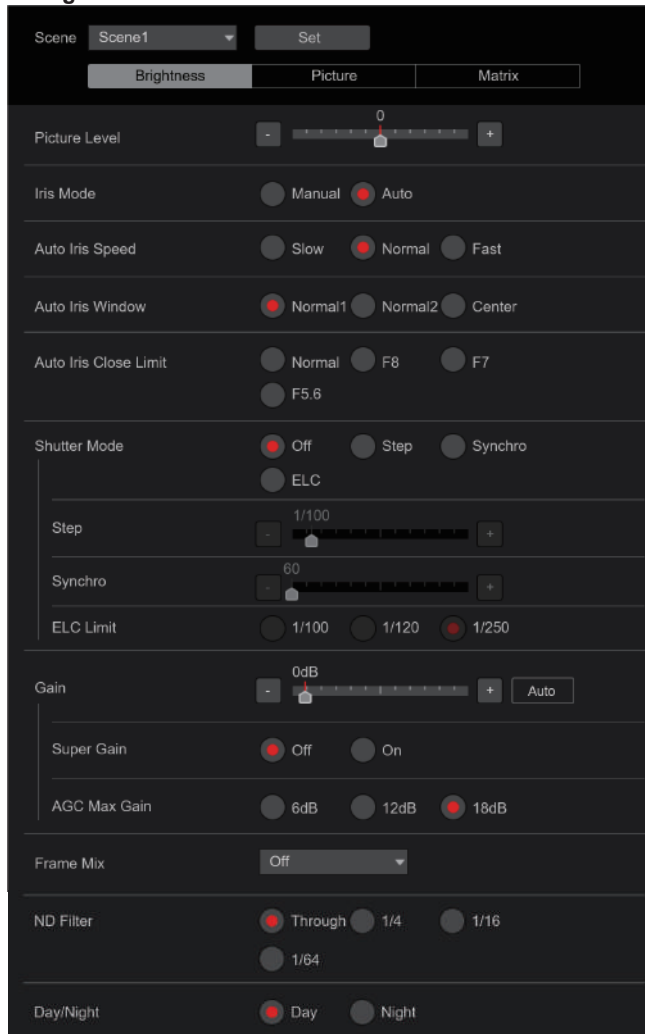 Scene Scene1 Set
Brightness Picture Matrix
0
Picture Level - +
Iris Mode Manual Auto
Auto Iris Speed Slow Normal Fast
Auto Iris Window Normal1 Normal2 Center
Auto Iris Close Limit Normal F8 F7
F5.6
Shutter Mode Off Step Synchro
ELC
1/100
Step - +
60
Synchro - +
ELC Limit 1/100 1/120 1/250
0dB
Gain - + Auto
Super Gain Off On
AGC Max Gain 6dB 12dB 18dB
Frame Mix Off
ND Filter Through 1/4 1/16
1/64
Day/Night Day Night